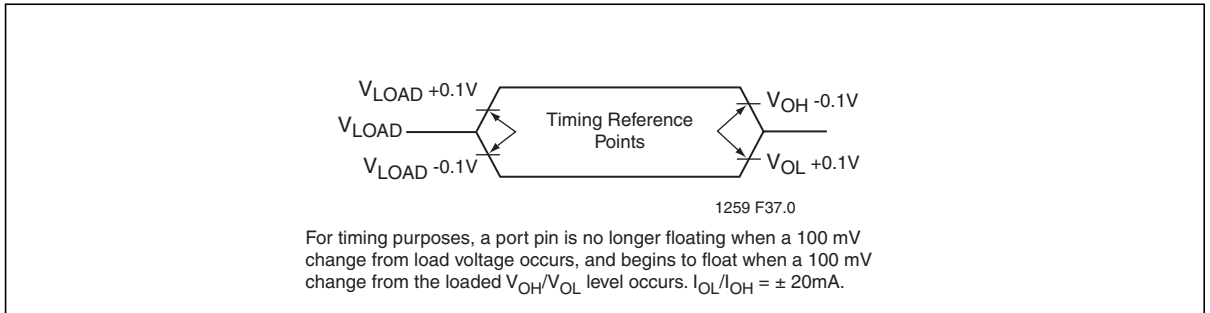 VLOAD +0.1V
VLOAD
VLOAD -0.1V
Timing Reference
Points
VOH -0.1V
VOL +0.1V
1259 F37.0
For timing purposes, a port pin is no longer floating when a 100 mV
change from load voltage occurs, and begins to float when a 100 mV
change from the loaded VOH/VOL level occurs. IOL/IOH = ± 20mA.